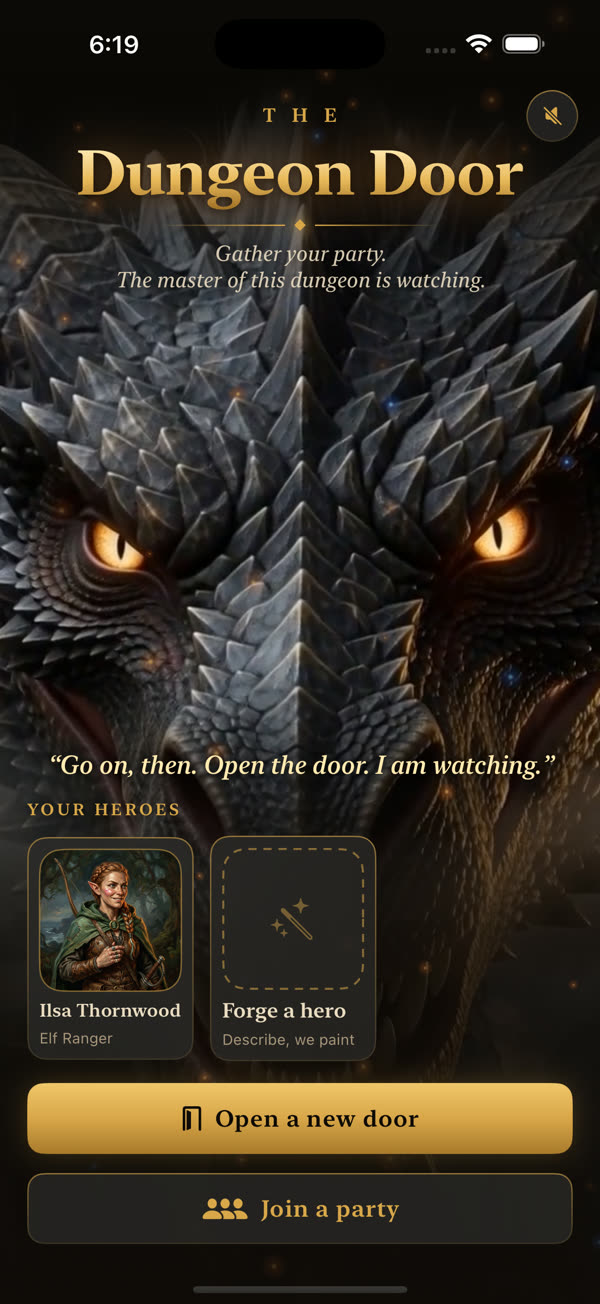 6:19
THE
Dungeon Door
Gather your party.
The master of this dungeon is watching.
“Go on, then. Open the door. I am watching.”
YOUR HEROES
Ilsa Thornwood
Elf Ranger
Forge a hero
Describe, we paint
Open a new door
Join a party